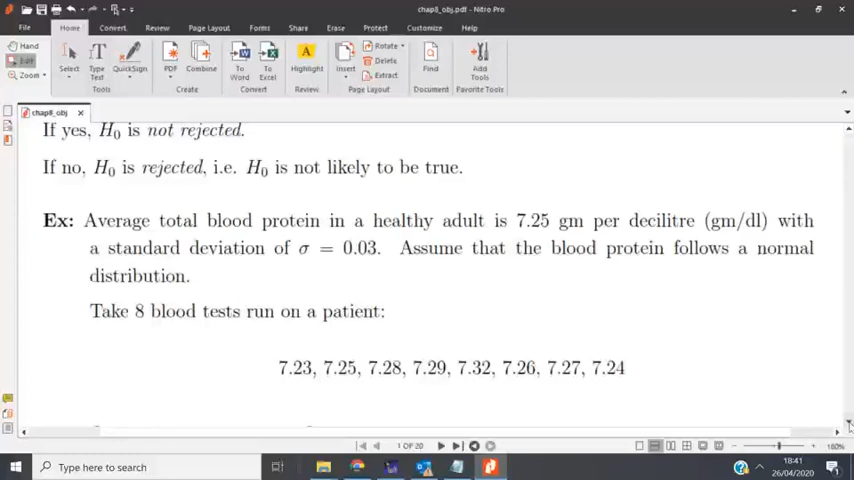 chap8_obj.pdf - Nitro Pro
File Home Convert Review Page Layout Forms Share Erase Protect Customize Help
Hand
Edit
Zoom
Select
Type Text
QuickSign
PDF
Combine
To Word
To Excel
Highlight
Insert
Rotate
Delete
Extract
Find
Add Tools
Tools Create Convert Review Page Layout Document Favorite Tools
chap8_obj
If yes, H₀ is not rejected.
If no, H₀ is rejected, i.e. H₀ is not likely to be true.
Ex: Average total blood protein in a healthy adult is 7.25 gm per decilitre (gm/dl) with
a standard deviation of σ = 0.03. Assume that the blood protein follows a normal
distribution.
Take 8 blood tests run on a patient:
7.23, 7.25, 7.28, 7.29, 7.32, 7.26, 7.27, 7.24
1 OF 20
180%
Type here to search
18:41
26/04/2020